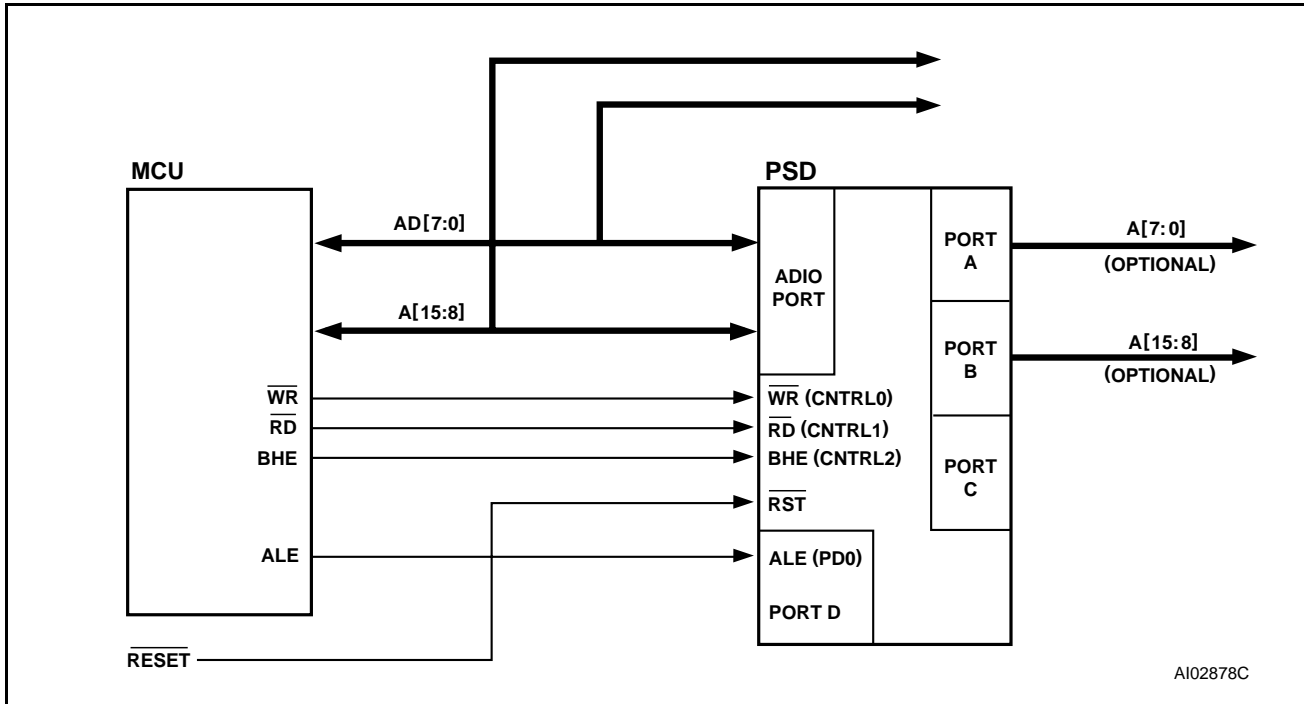 MCU
PSD
AD[7:0]
A[15:8]
ADIO
PORT
PORT
A
A[7:0]
(OPTIONAL)
PORT
B
A[15:8]
(OPTIONAL)
PORT
C
WR
WR (CNTRL0)
RD
RD (CNTRL1)
BHE
BHE (CNTRL2)
RST
ALE
ALE (PD0)
PORT D
RESET
AI02878C